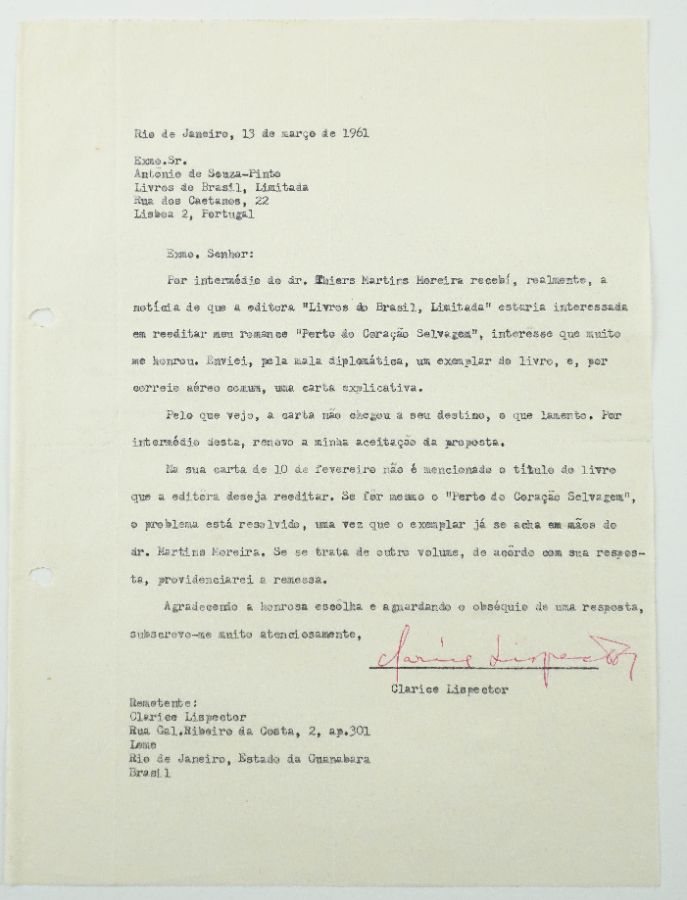 Rio de Janeiro, 13 de março de 1961
Exmo.Sr.
Antônio de Souza-Pinto
Livros do Brasil, Limitada
Rua dos Caetanos, 22
Lisboa 2, Portugal
Exmo. Senhor:
Por intermédio do dr. Thiers Martins Moreira recebí, realmente, a
notícia de que a editora "Livros do Brasil, Limitada" estaria interessada
em reeditar meu romance "Perto do Coração Selvagem", interêsse que muito
me honrou. Enviei, pela mala diplomática, um exemplar do livro, e, por
correio aéreo comum, uma carta explicativa.
Pelo que vejo, a carta não chegou a seu destino, o que lamento. Por
intermédio desta, renovo a minha aceitação da proposta.
Na sua carta de 10 de fevereiro não é mencionado o título do livro
que a editôra deseja reeditar. Se fôr mesmo o "Perto do Coração Selvagem",
o problema está resolvido, uma vez que o exemplar já se acha em mãos do
dr. Martins Moreira. Se se trata de outro volume, de acôrdo com sua respos-
ta, providenciarei a remessa.
Agradecendo a honrosa escôlha e aguardando o obséquio de uma resposta,
subscrevo-me muito atenciosamente,
Clarice Lispector
Clarice Lispector
Remetente:
Clarice Lispector
Rua Gal.Ribeiro da Costa, 2, ap.301
Leme
Rio de Janeiro, Estado da Guanabara
Brasil